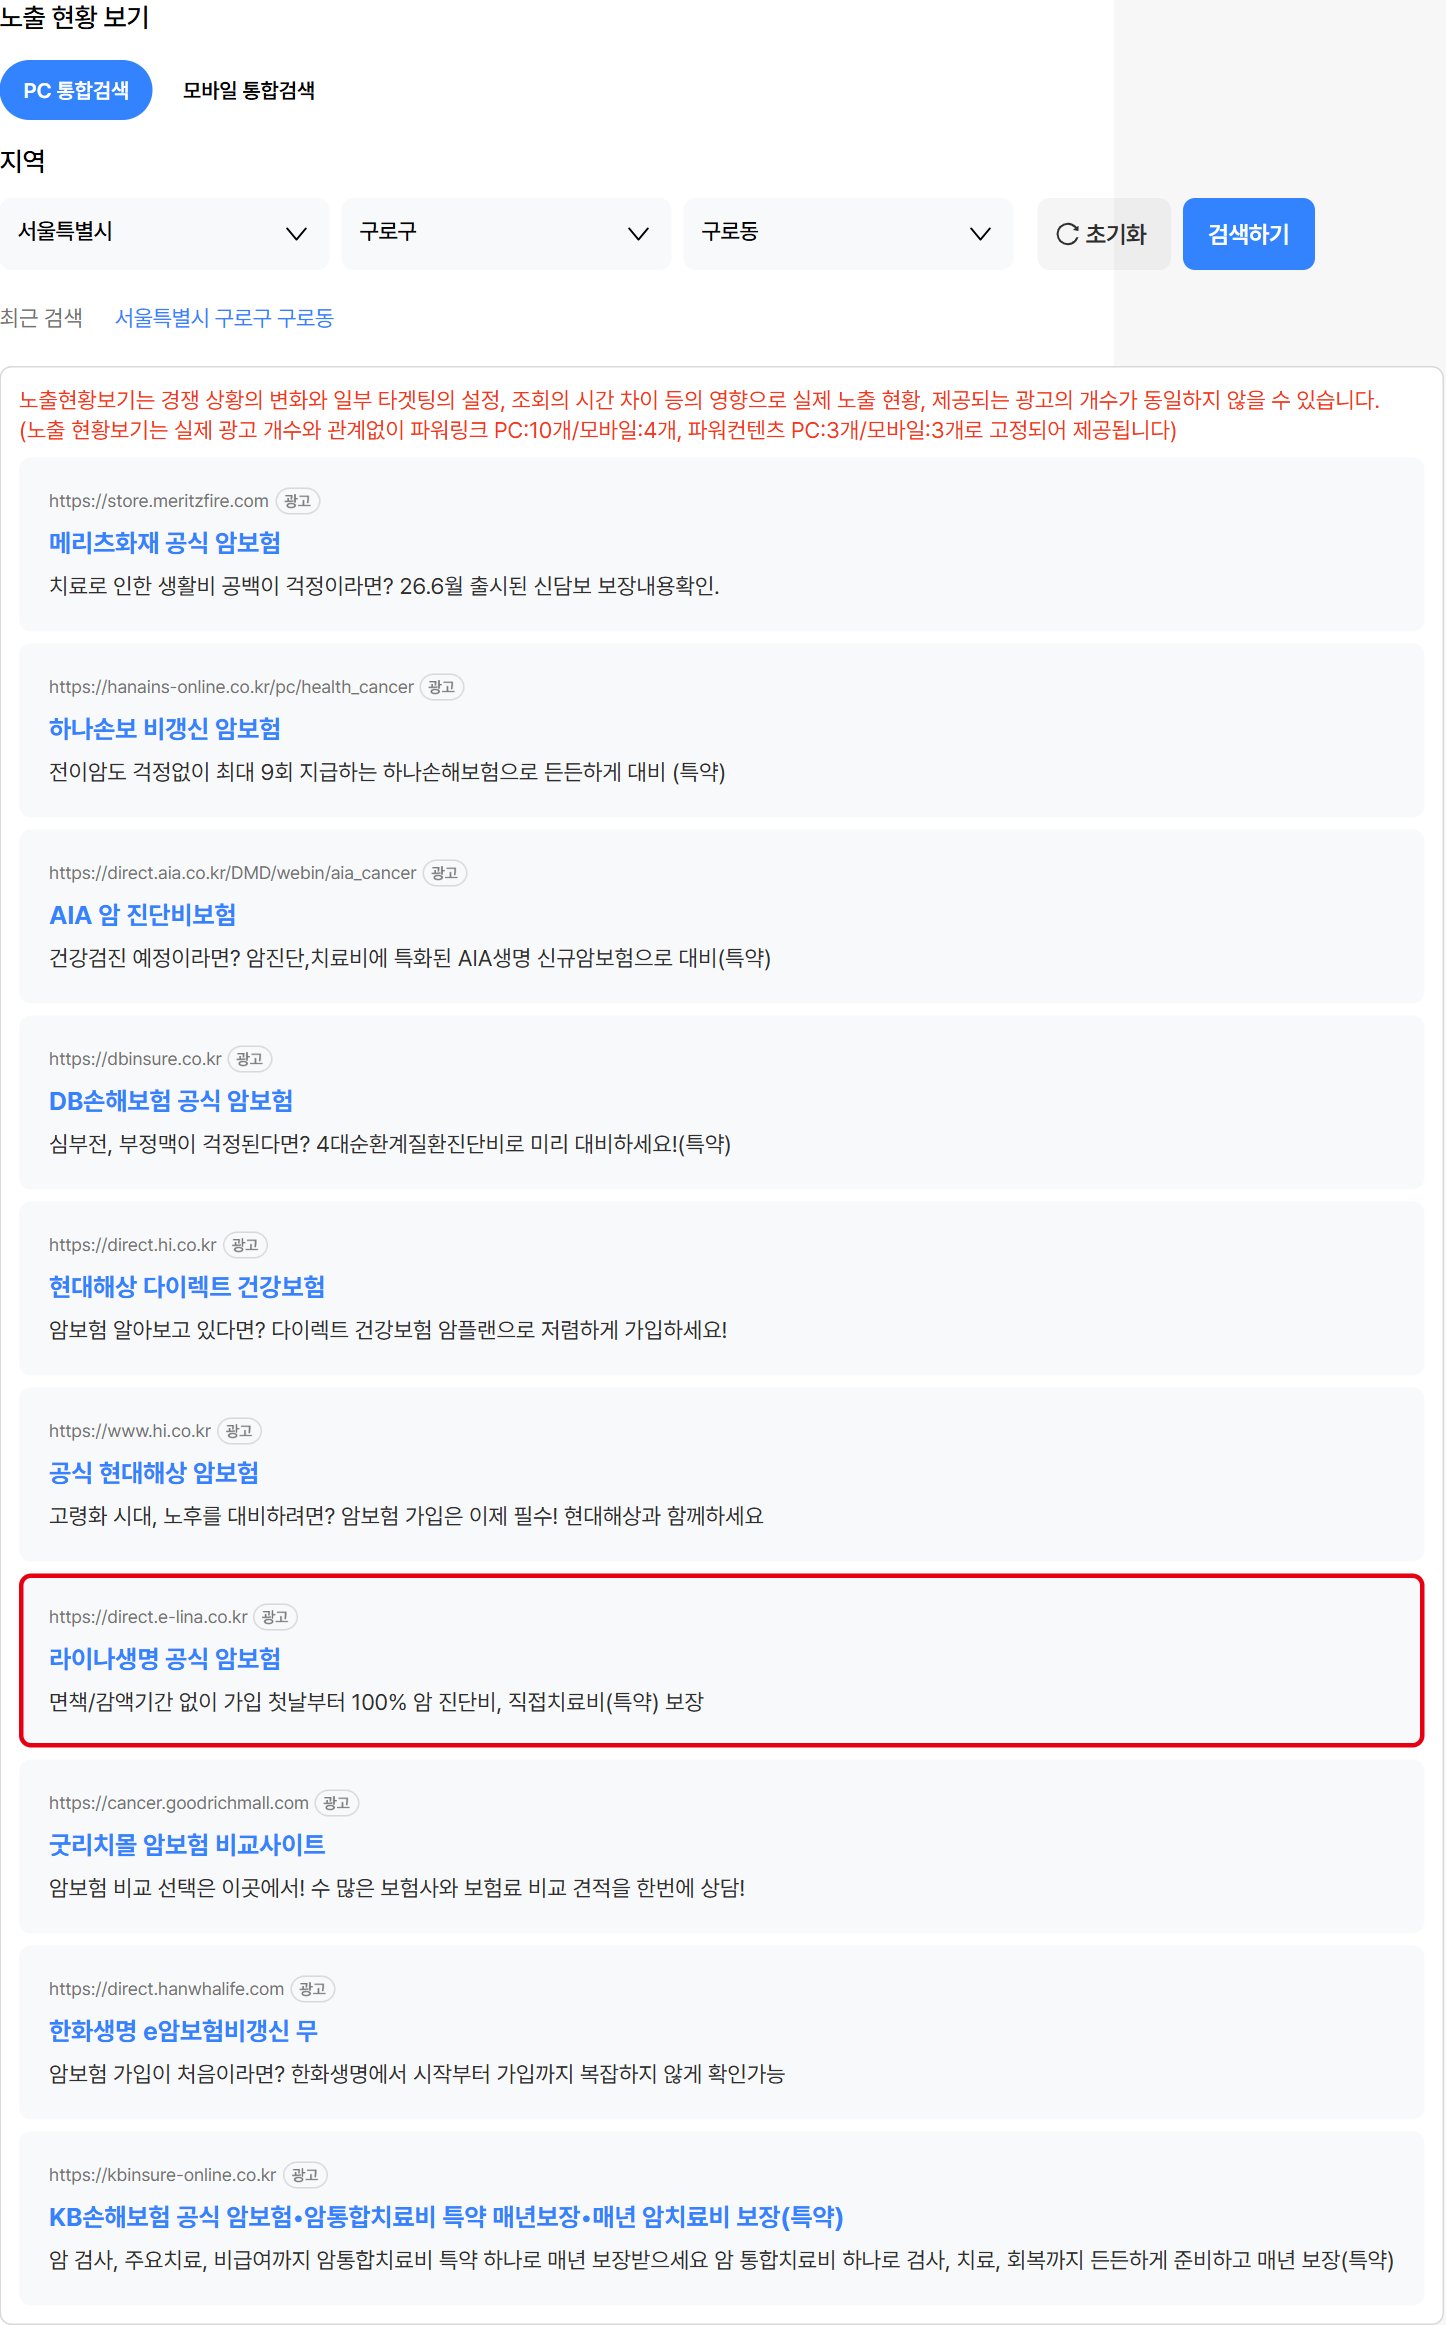 노출 현황 보기
PC 통합검색 모바일 통합검색
지역
서울특별시 구로구 구로동 초기화 검색하기
최근 검색 서울특별시 구로구 구로동
노출현황보기는 경쟁 상황의 변화와 일부 타겟팅의 설정, 조회의 시간 차이 등의 영향으로 실제 노출 현황, 제공되는 광고의 개수가 동일하지 않을 수 있습니다.
(노출 현황보기는 실제 광고 개수와 관계없이 파워링크 PC:10개/모바일:4개, 파워컨텐츠 PC:3개/모바일:3개로 고정되어 제공됩니다)
https://store.meritzfire.com 광고
메리츠화재 공식 암보험
치료로 인한 생활비 공백이 걱정이라면? 26.6월 출시된 신담보 보장내용확인.
https://hanains-online.co.kr/pc/health_cancer 광고
하나손보 비갱신 암보험
전이암도 걱정없이 최대 9회 지급하는 하나손해보험으로 든든하게 대비 (특약)
https://direct.aia.co.kr/DMD/webin/aia_cancer 광고
AIA 암 진단비보험
건강검진 예정이라면? 암진단,치료비에 특화된 AIA생명 신규암보험으로 대비(특약)
https://dbinsure.co.kr 광고
DB손해보험 공식 암보험
심부전, 부정맥이 걱정된다면? 4대순환계질환진단비로 미리 대비하세요!(특약)
https://direct.hi.co.kr 광고
현대해상 다이렉트 건강보험
암보험 알아보고 있다면? 다이렉트 건강보험 암플랜으로 저렴하게 가입하세요!
https://www.hi.co.kr 광고
공식 현대해상 암보험
고령화 시대, 노후를 대비하려면? 암보험 가입은 이제 필수! 현대해상과 함께하세요
https://direct.e-lina.co.kr 광고
라이나생명 공식 암보험
면책/감액기간 없이 가입 첫날부터 100% 암 진단비, 직접치료비(특약) 보장
https://cancer.goodrichmall.com 광고
굿리치몰 암보험 비교사이트
암보험 비교 선택은 이곳에서! 수 많은 보험사와 보험료 비교 견적을 한번에 상담!
https://direct.hanwhalife.com 광고
한화생명 e암보험비갱신 무
암보험 가입이 처음이라면? 한화생명에서 시작부터 가입까지 복잡하지 않게 확인가능
https://kbinsure-online.co.kr 광고
KB손해보험 공식 암보험•암통합치료비 특약 매년보장•매년 암치료비 보장(특약)
암 검사, 주요치료, 비급여까지 암통합치료비 특약 하나로 매년 보장받으세요 암 통합치료비 하나로 검사, 치료, 회복까지 든든하게 준비하고 매년 보장(특약)